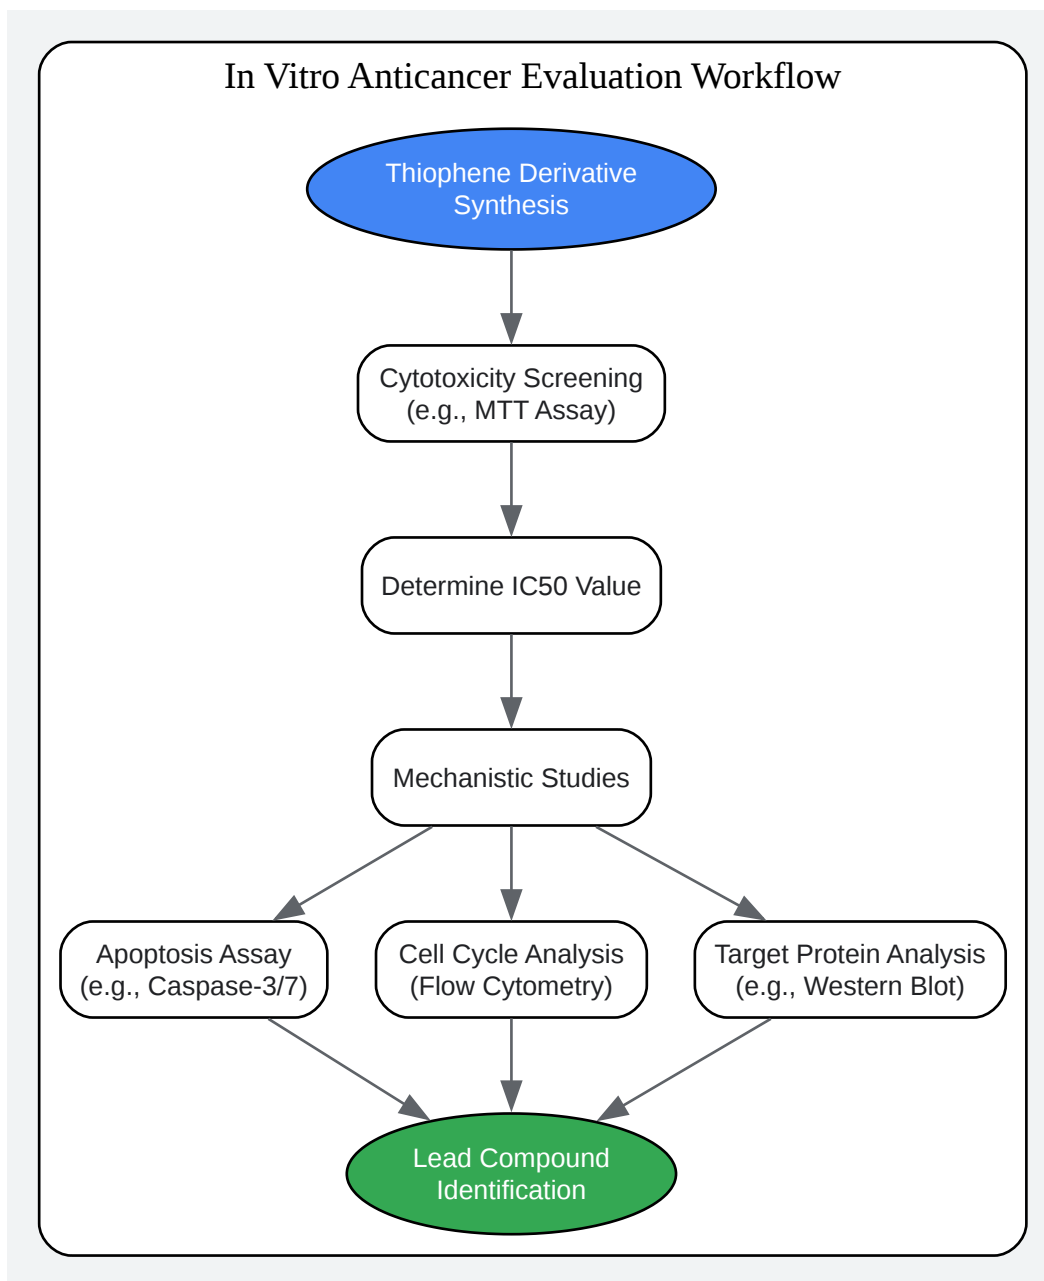 In Vitro Anticancer Evaluation Workflow
Thiophene Derivative
Synthesis
Cytotoxicity Screening
(e.g., MTT Assay)
Determine IC50 Value
Mechanistic Studies
Apoptosis Assay
(e.g., Caspase-3/7)
Cell Cycle Analysis
(Flow Cytometry)
Target Protein Analysis
(e.g., Western Blot)
Lead Compound
Identification